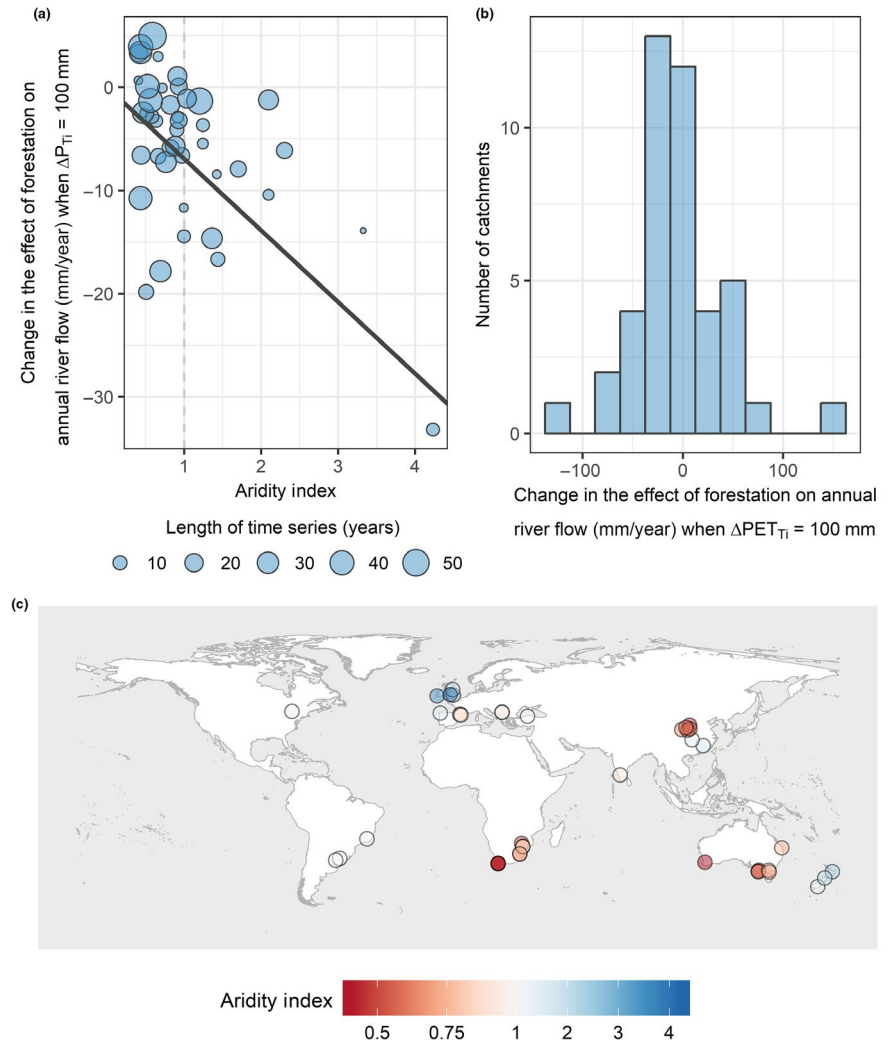 (a)
Change in the effect of forestation on
annual river flow (mm/year) when ΔPTi = 100 mm
0
−10
−20
−30
1
2
3
4
Aridity index
Length of time series (years)
10 20 30 40 50
(b)
Number of catchments
10
5
0
−100 0 100
Change in the effect of forestation on annual
river flow (mm/year) when ΔPETTi = 100 mm
(c)
Aridity index
0.5 0.75 1 2 3 4